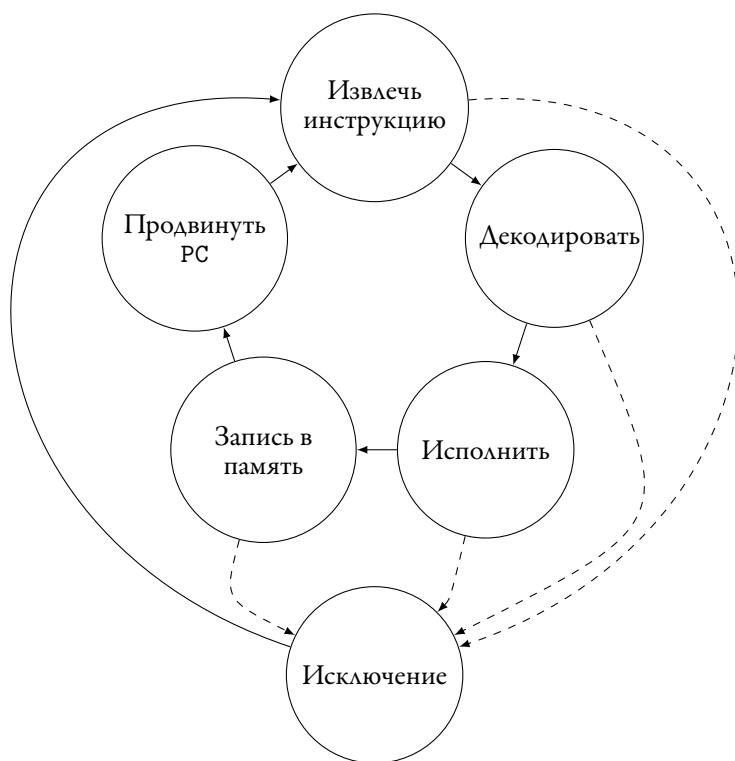 Извлечь
инструкцию
Продвинуть
PC
Декодировать
Запись в
память
Исполнить
Исключение